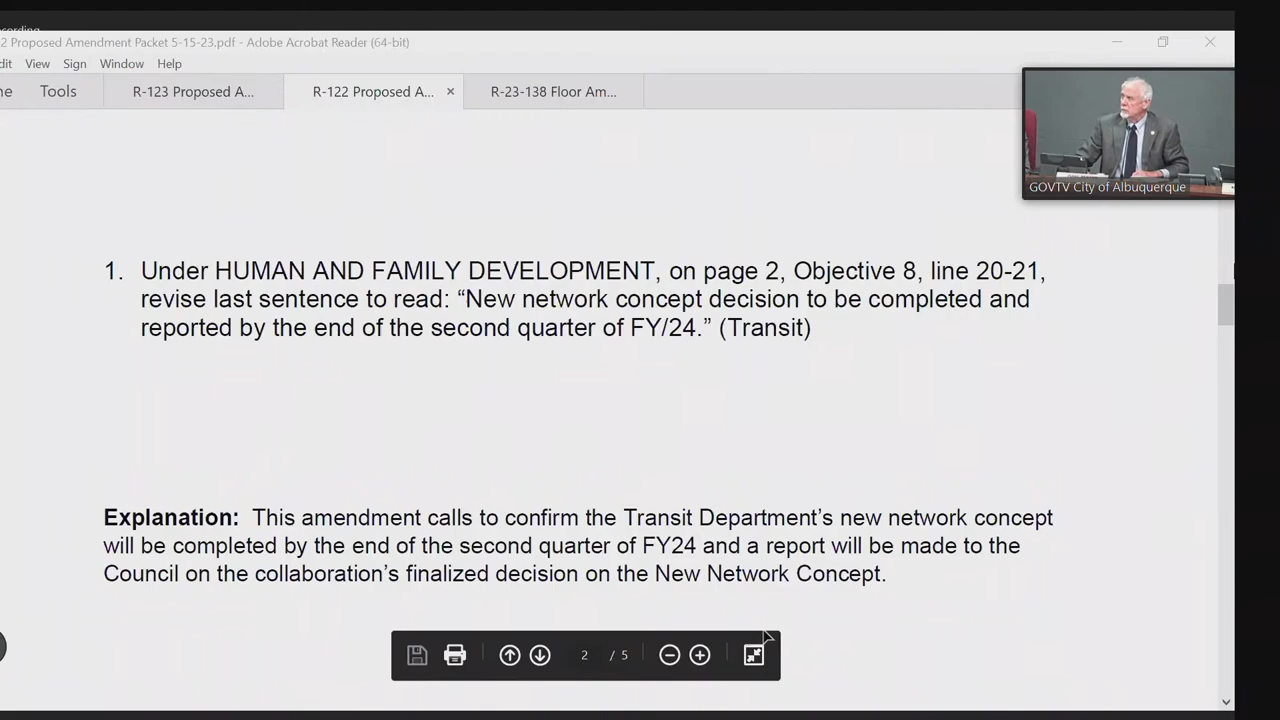 ecording
2 Proposed Amendment Packet 5-15-23.pdf - Adobe Acrobat Reader (64-bit)
dit View Sign Window Help
ne Tools R-123 Proposed A... R-122 Proposed A... × R-23-138 Floor Am...
GOVTV City of Albuquerque
1. Under HUMAN AND FAMILY DEVELOPMENT, on page 2, Objective 8, line 20-21,
revise last sentence to read: “New network concept decision to be completed and
reported by the end of the second quarter of FY/24.” (Transit)
Explanation: This amendment calls to confirm the Transit Department’s new network concept
will be completed by the end of the second quarter of FY24 and a report will be made to the
Council on the collaboration’s finalized decision on the New Network Concept.
2 / 5